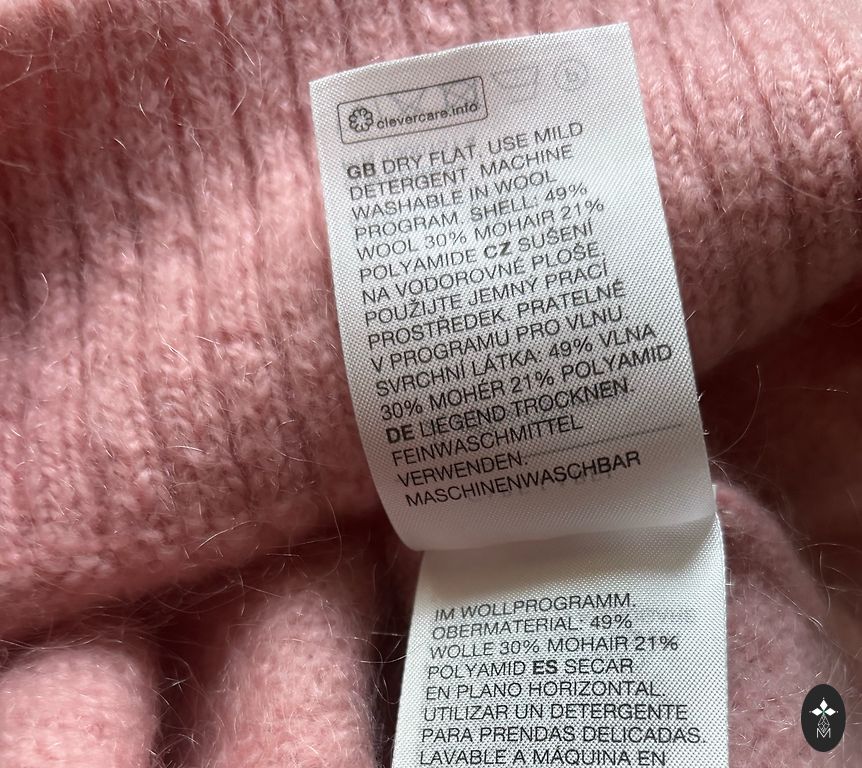 clevercare.info
GB DRY FLAT, USE MILD
DETERGENT, MACHINE
WASHABLE IN WOOL
PROGRAM, SHELL: 49%
WOOL 30% MOHAIR 21%
POLYAMIDE CZ SUŠENÍ
NA VODOROVNÉ PLOŠE,
POUŽIJTE JEMNÝ PRACÍ
PROSTŘEDEK, PRATELNÉ
V PROGRAMU PRO VLNU,
SVRCHNÍ LÁTKA: 49% VLNA
30% MOHÉR 21% POLYAMID
DE LIEGEND TROCKNEN.
FEINWASCHMITTEL
VERWENDEN.
MASCHINENWASCHBAR
IM WOLLPROGRAMM.
OBERMATERIAL: 49%
WOLLE 30% MOHAIR 21%
POLYAMID ES SECAR
EN PLANO HORIZONTAL.
UTILIZAR UN DETERGENTE
PARA PRENDAS DELICADAS.
LAVABLE A MÁQUINA EN
M